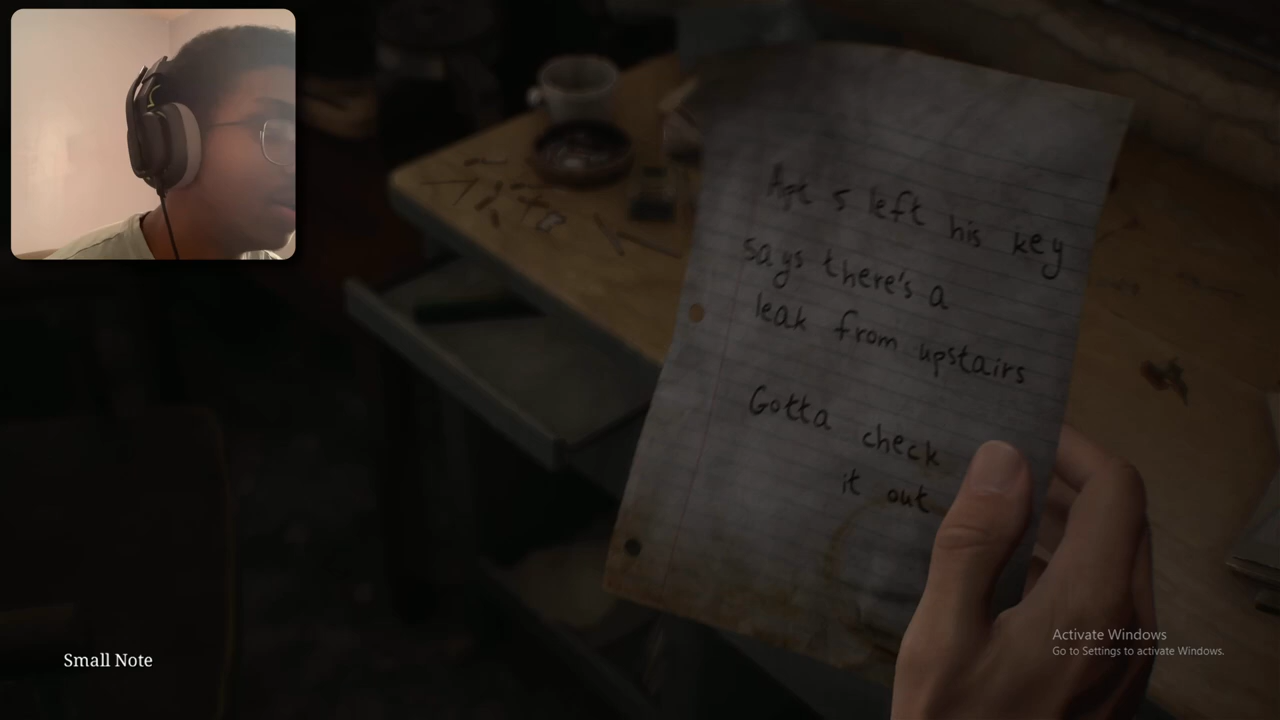 Apt 5 left his key
says there's a
leak from upstairs
Gotta check
it out
Small Note
Activate Windows
Go to Settings to activate Windows.